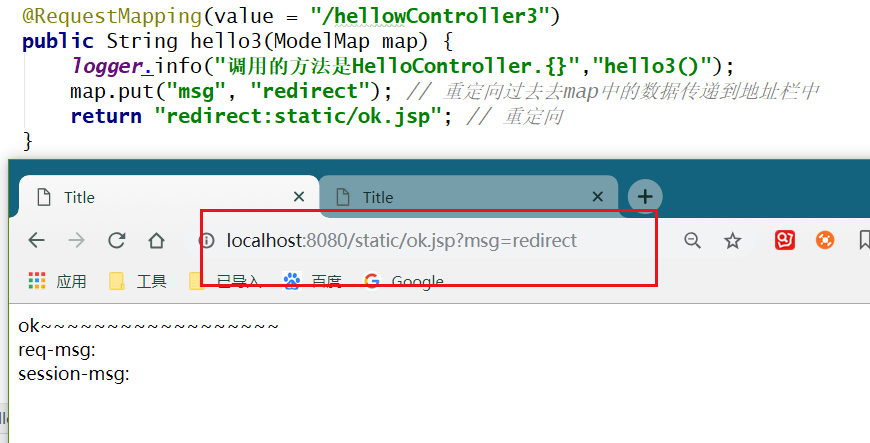 @RequestMapping(value = "/hellowController3")
public String hello3(ModelMap map) {
logger.info("调用的方法是HelloController.{}","hello3()");
map.put("msg", "redirect"); // 重定向过去去map中的数据传递到地址栏中
return "redirect:static/ok.jsp"; // 重定向
}
Title Title
localhost:8080/static/ok.jsp?msg=redirect
应用 工具 已导入 百度 Google
ok~~~~~~~~~~~~~~~~~~
req-msg:
session-msg: